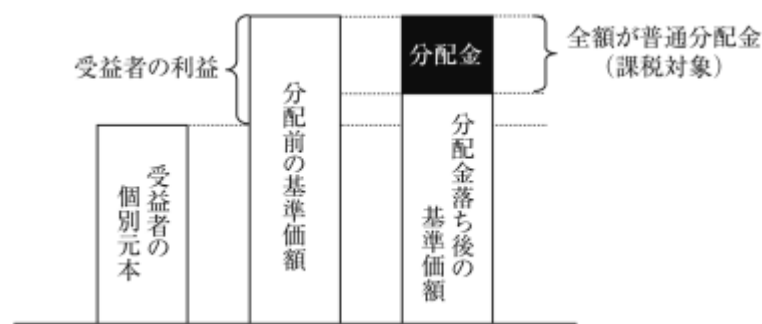 受益者の利益
分配金
全額が普通分配金
（課税対象）
受益者の
個別元本
分配前の基準価額
分配金落ち後の
基準価額